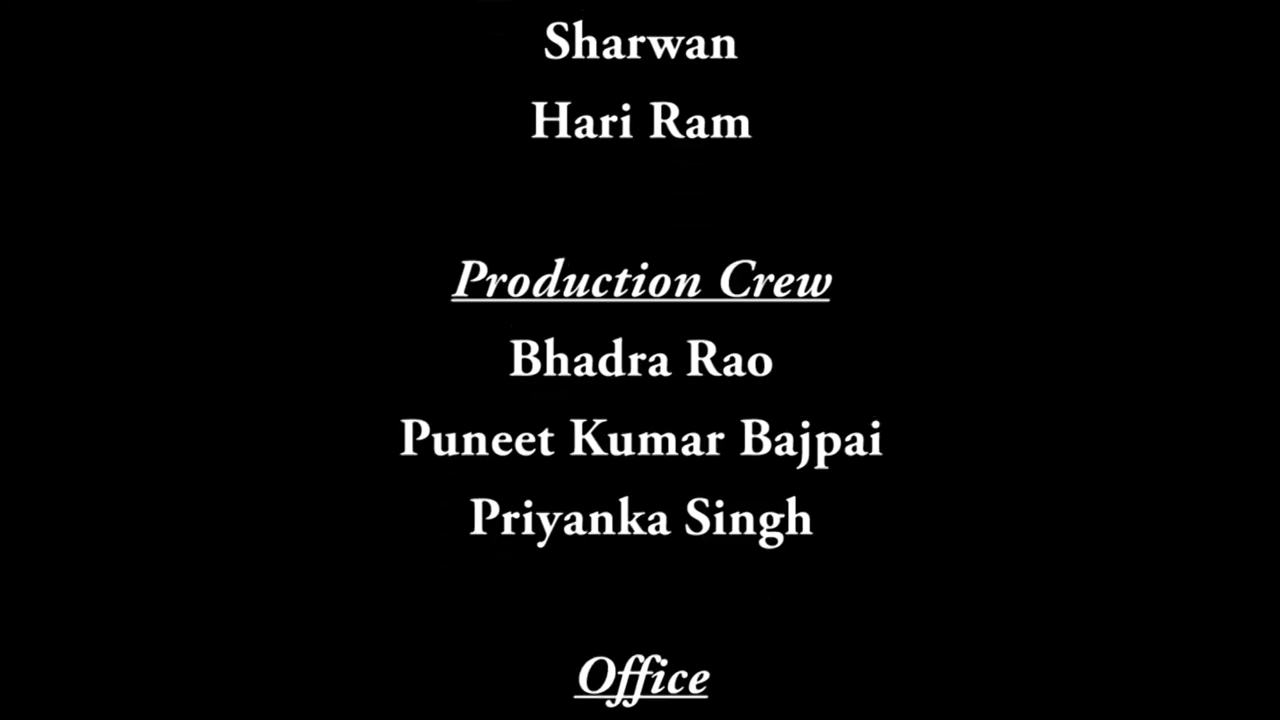 Sharwan
Hari Ram
Production Crew
Bhadra Rao
Puneet Kumar Bajpai
Priyanka Singh
Office